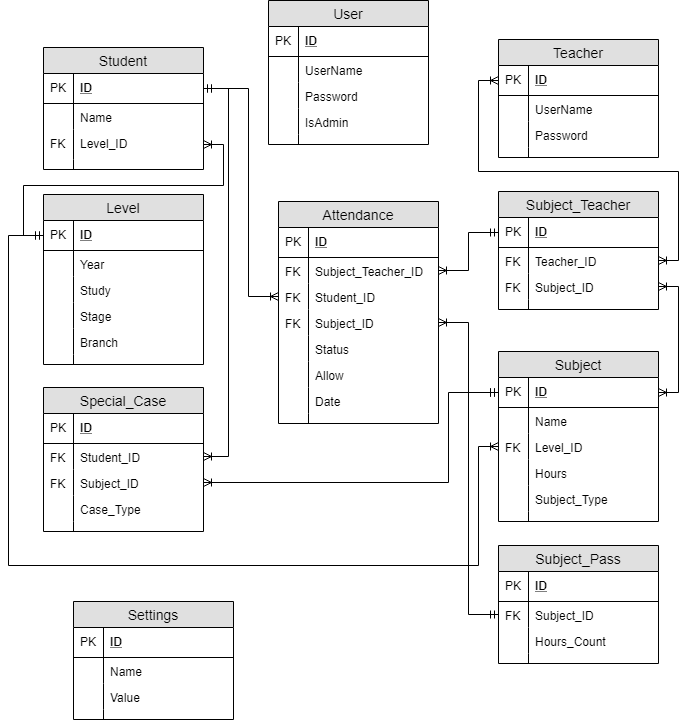 User
PK ID
UserName
Password
IsAdmin
Student
PK ID
Name
FK Level_ID
Teacher
PK ID
UserName
Password
Level
PK ID
Year
Study
Stage
Branch
Attendance
PK ID
FK Subject_Teacher_ID
FK Student_ID
FK Subject_ID
Status
Allow
Date
Subject_Teacher
PK ID
FK Teacher_ID
FK Subject_ID
Special_Case
PK ID
FK Student_ID
FK Subject_ID
Case_Type
Subject
PK ID
Name
FK Level_ID
Hours
Subject_Type
Subject_Pass
PK ID
FK Subject_ID
Hours_Count
Settings
PK ID
Name
Value